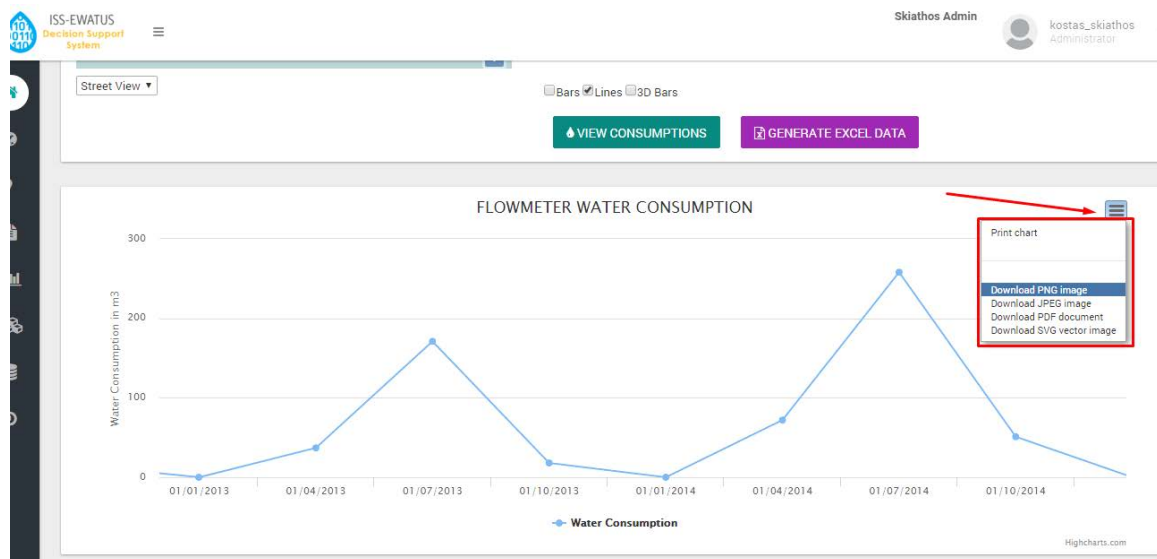 ISS-EWATUS
Decision Support
System
Skiathos Admin
kostas_skiathos
Administrator
Street View
Bars Lines 3D Bars
VIEW CONSUMPTIONS
GENERATE EXCEL DATA
FLOWMETER WATER CONSUMPTION
Print chart
Download PNG image
Download JPEG image
Download PDF document
Download SVG vector image
Water Consumption in m3
300
200
100
0
01/01/2013 01/04/2013 01/07/2013 01/10/2013 01/01/2014 01/04/2014 01/07/2014 01/10/2014
Water Consumption
Highcharts.com